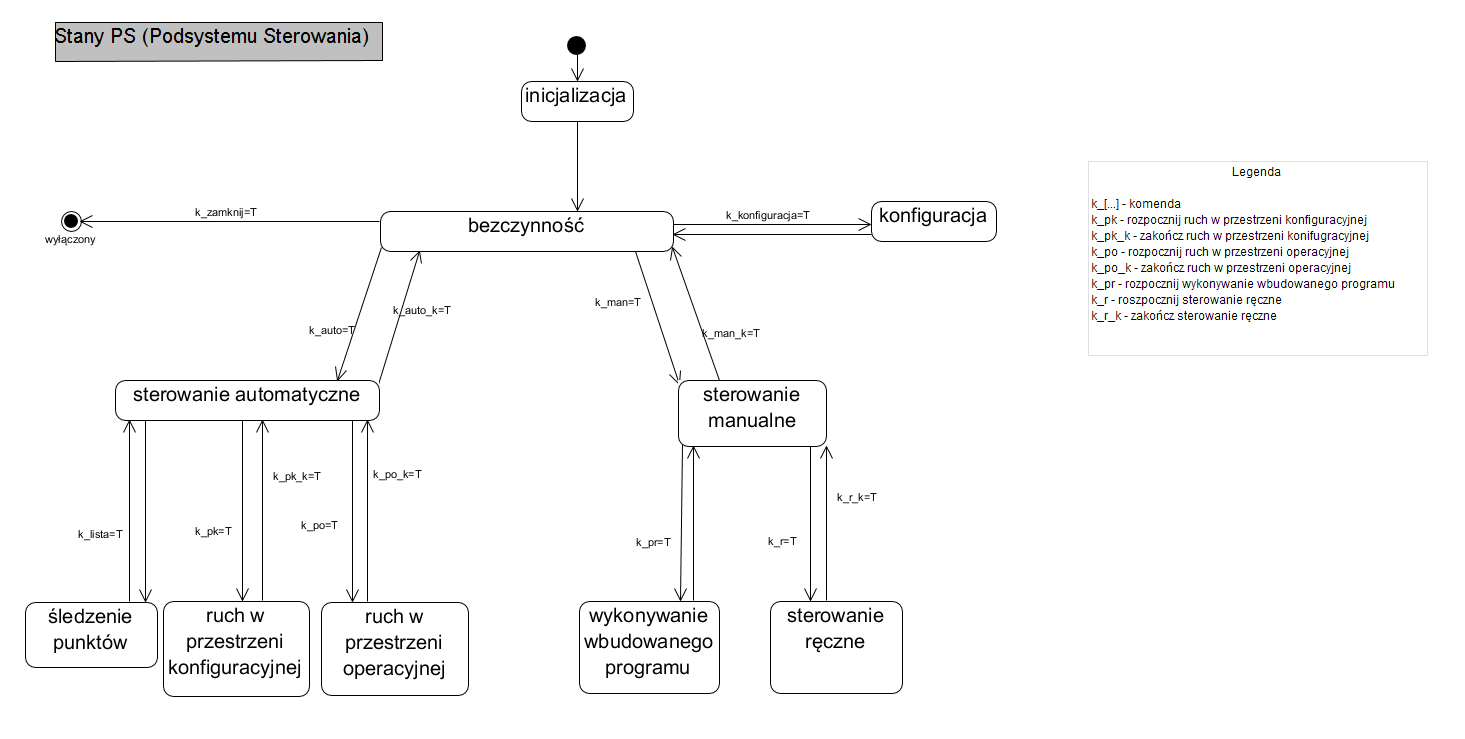 Stany PS (Podsystemu Sterowania)
inicjalizacja
Legenda
k_[...] - komenda
k_pk - rozpocznij ruch w przestrzeni konfiguracyjnej
k_pk_k - zakończ ruch w przestrzeni konifugracyjnej
k_po - rozpocznij ruch w przestrzeni operacyjnej
k_po_k - zakończ ruch w przestrzeni operacyjnej
k_pr - rozpocznij wykonywanie wbudowanego programu
k_r - roszpocznij sterowanie ręczne
k_r_k - zakończ sterowanie ręczne
k_zamknij=T
wyłączony
bezczynność
k_konfiguracja=T
konfiguracja
k_auto=T
k_auto_k=T
k_man=T
k_man_k=T
sterowanie automatyczne
sterowanie
manualne
k_lista=T
k_pk=T
k_pk_k=T
k_po=T
k_po_k=T
k_pr=T
k_r=T
k_r_k=T
śledzenie
punktów
ruch w
przestrzeni
konfiguracyjnej
ruch w
przestrzeni
operacyjnej
wykonywanie
wbudowanego
programu
sterowanie
ręczne